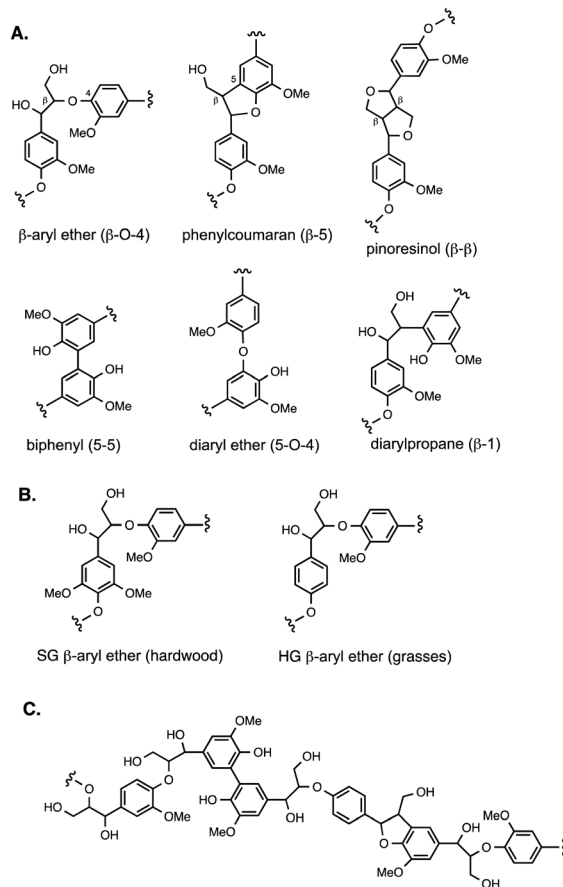 A.
OH
HO
β
O
4
MeO
OMe
O
β-aryl ether (β-O-4)
HO
5
O
OMe
OMe
O
phenylcoumaran (β-5)
O
OMe
O
β
β
O
OMe
O
pinoresinol (β-β)
MeO
HO
OH
OMe
biphenyl (5-5)
MeO
O
OH
OMe
diaryl ether (5-O-4)
HO
HO
HO
OMe
OMe
O
diarylpropane (β-1)
B.
OH
HO
O
MeO
MeO
OMe
O
SG β-aryl ether (hardwood)
OH
HO
O
MeO
O
HG β-aryl ether (grasses)
C.
O
HO
OH
OMe
O
HO
OH
OMe
OH
HO
OMe
OH
OH
O
OH
O
OMe
OH
OH
MeO
O